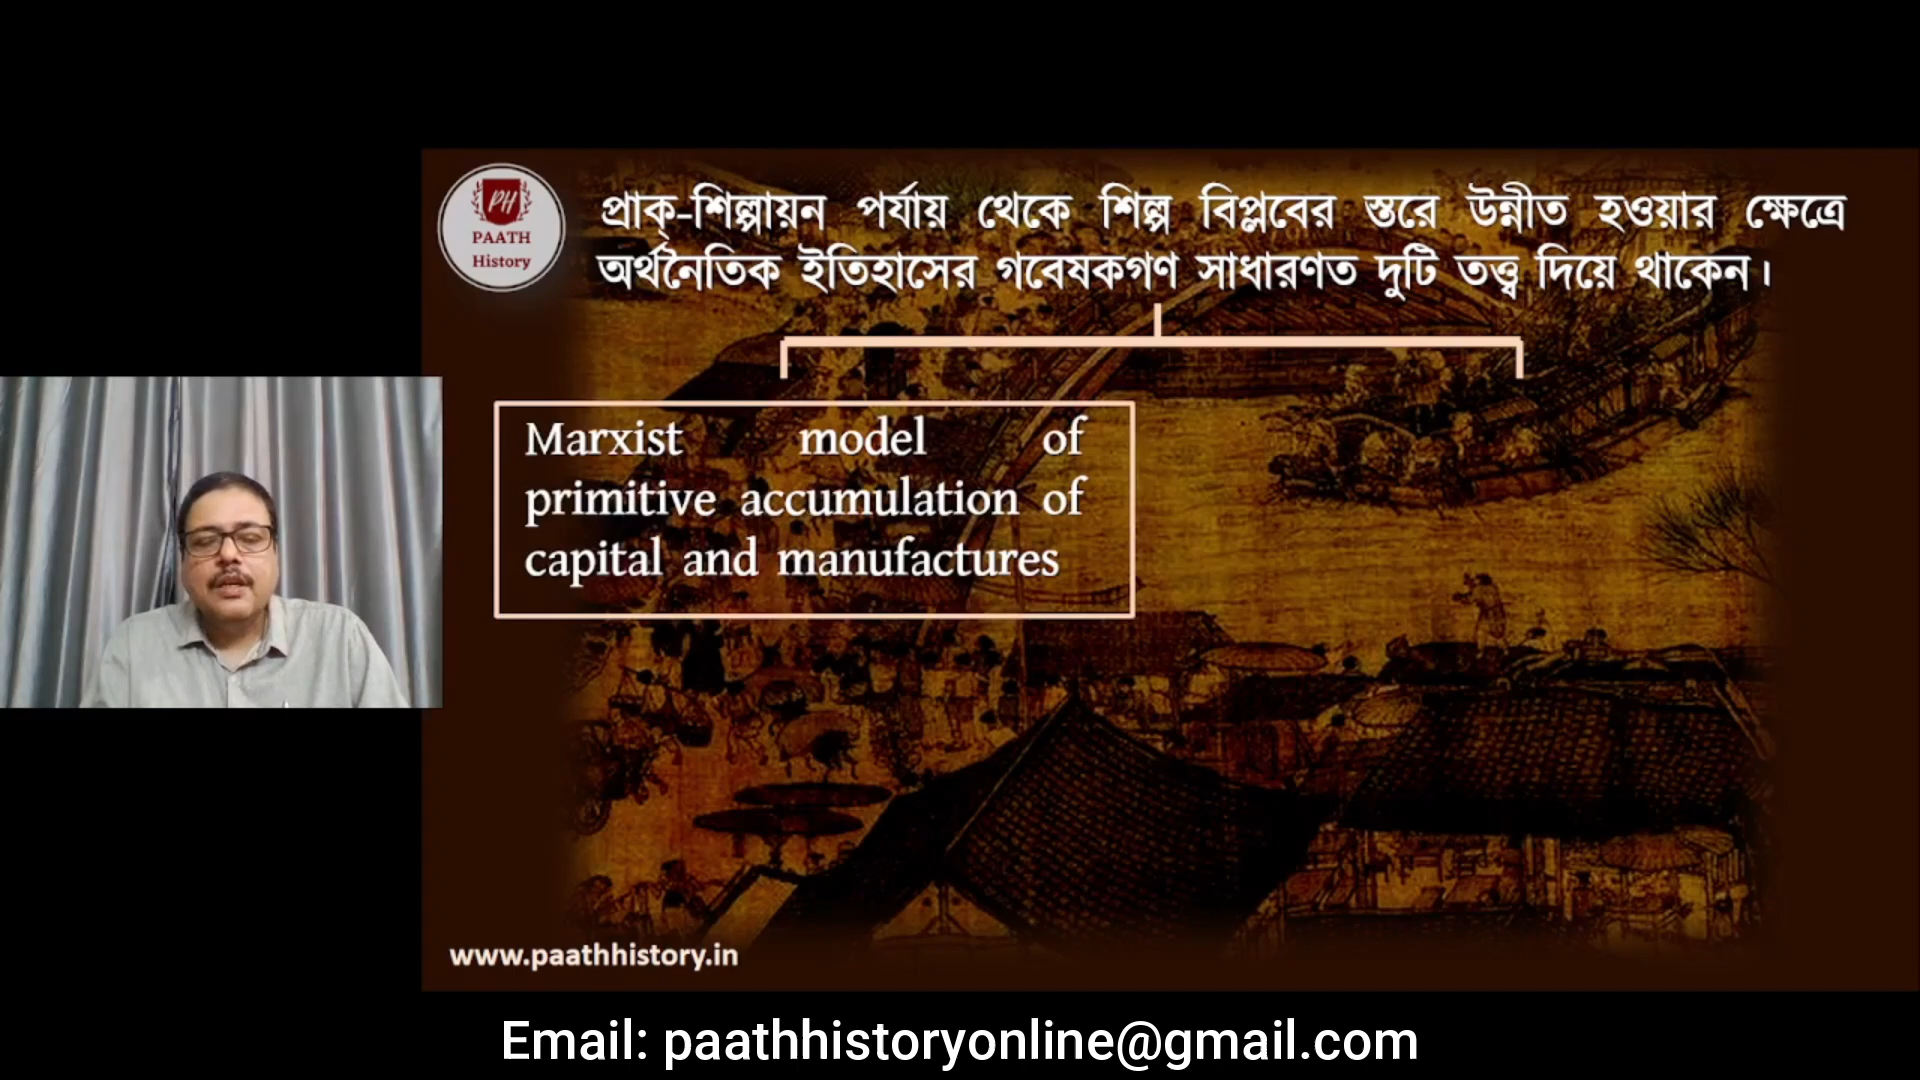 PH
PAATH
History
প্রাক্-শিল্পায়ন পর্যায় থেকে শিল্প বিপ্লবের স্তরে উন্নীত হওয়ার ক্ষেত্রে
অর্থনৈতিক ইতিহাসের গবেষকগণ সাধারণত দুটি তত্ত্ব দিয়ে থাকেন।
Marxist model of
primitive accumulation of
capital and manufactures
www.paathhistory.in
Email: paathhistoryonline@gmail.com